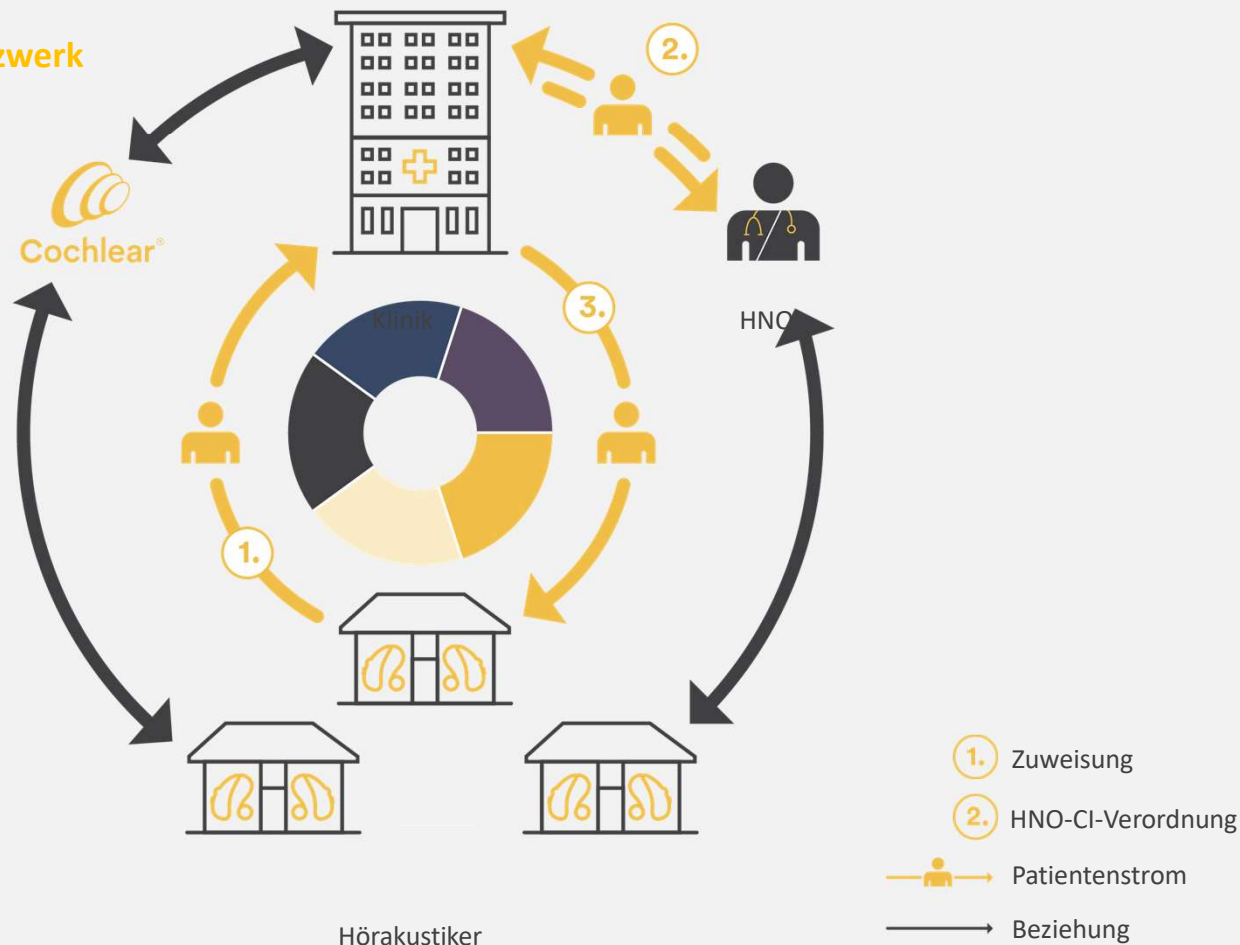 zwerk
2.
Cochlear®
3.
Klinik
HNO
1.
Hörakustiker
1. Zuweisung
2. HNO-CI-Verordnung
Patientenstrom
Beziehung